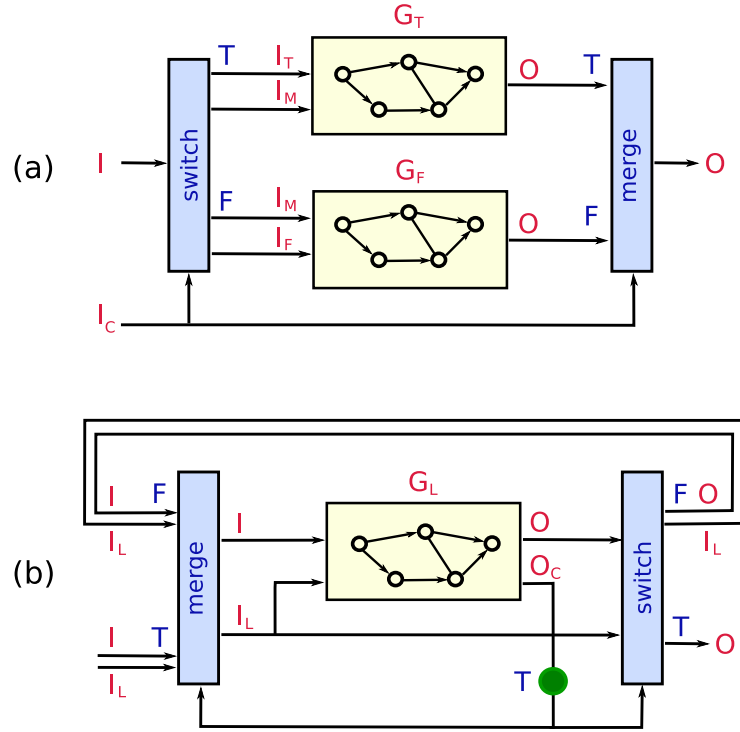 G_T
T I_T O T
I_M
(a) I switch merge O
G_F
F I_M O F
I_F
I_C
G_L
I F O F O
I
I_L O_C I_L
(b) merge switch
I T I_L T O
I_L T